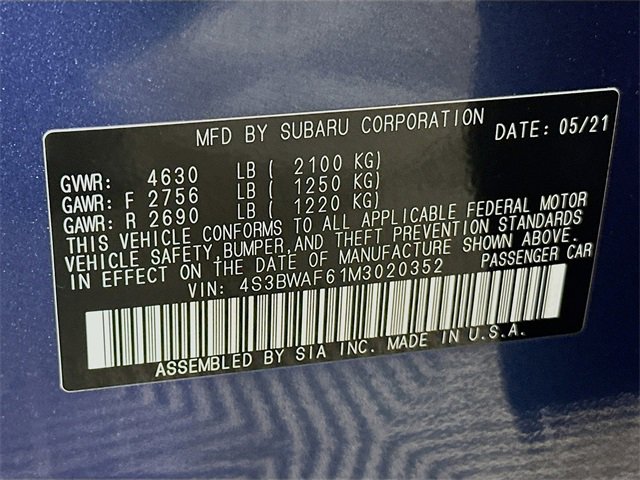 MFD BY SUBARU CORPORATION DATE: 05/21
GVWR: 4630 LB ( 2100 KG)
GAWR: F 2756 LB ( 1250 KG)
GAWR: R 2690 LB ( 1220 KG)
THIS VEHICLE CONFORMS TO ALL APPLICABLE FEDERAL MOTOR
VEHICLE SAFETY,BUMPER,AND THEFT PREVENTION STANDARDS
IN EFFECT ON THE DATE OF MANUFACTURE SHOWN ABOVE.
VIN: 4S3BWAF61M3020352 PASSENGER CAR
ASSEMBLED BY SIA INC. MADE IN U.S.A.